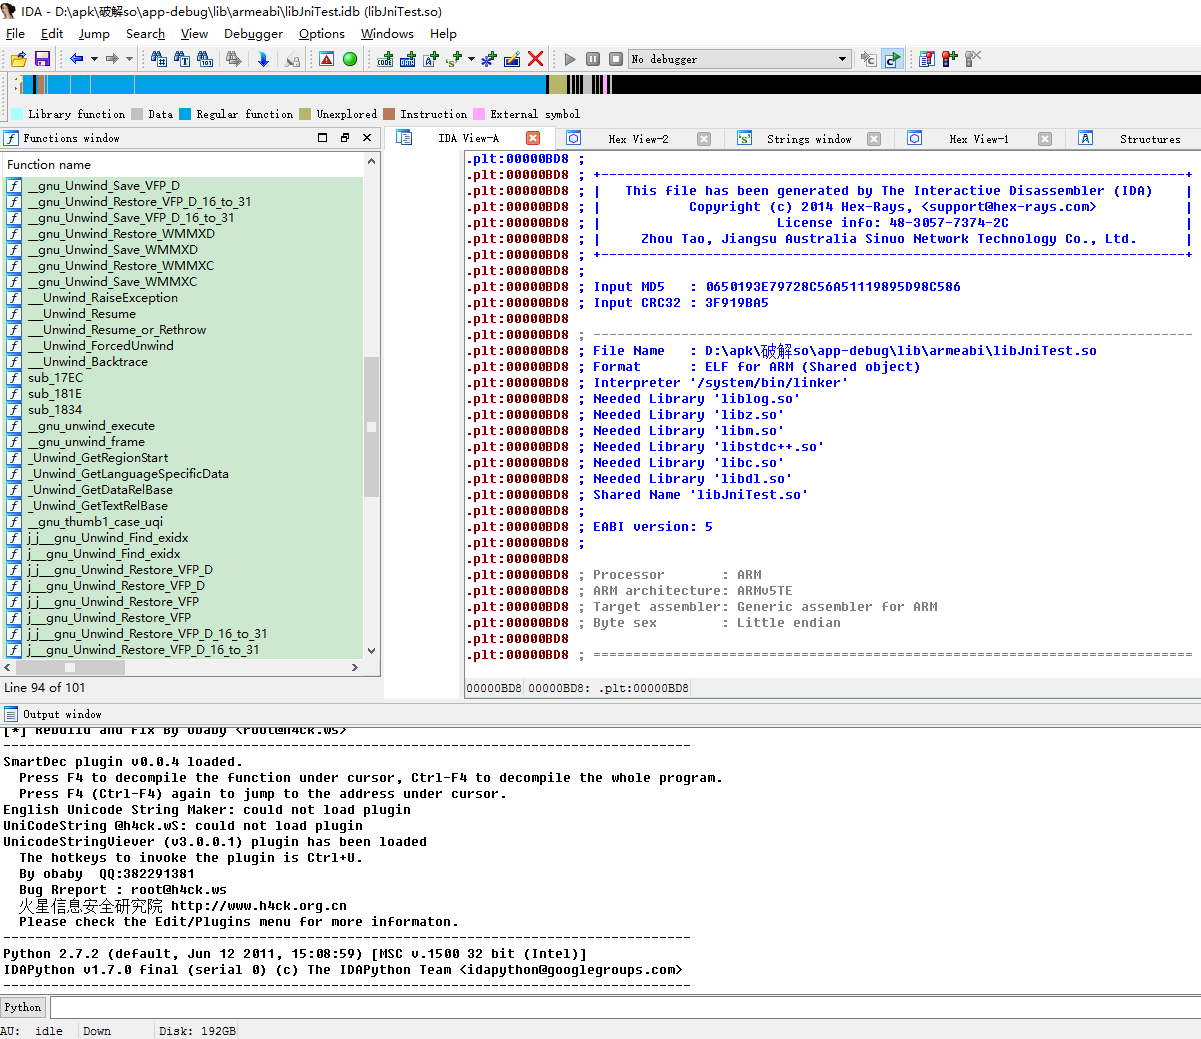 IDA - D:\apk\破解so\app-debug\lib\armeabi\libJniTest.idb (libJniTest.so)
File Edit Jump Search View Debugger Options Windows Help
No debugger
Library function Data Regular function Unexplored Instruction External symbol
Functions window
IDA View-A Hex View-2 Strings window Hex View-1 Structures
Function name
__gnu_Unwind_Save_VFP_D
__gnu_Unwind_Restore_VFP_D_16_to_31
__gnu_Unwind_Save_VFP_D_16_to_31
__gnu_Unwind_Restore_WMMXD
__gnu_Unwind_Save_WMMXD
__gnu_Unwind_Restore_WMMXC
__gnu_Unwind_Save_WMMXC
___Unwind_RaiseException
___Unwind_Resume
___Unwind_Resume_or_Rethrow
___Unwind_ForcedUnwind
___Unwind_Backtrace
sub_17EC
sub_181E
sub_1834
__gnu_unwind_execute
__gnu_unwind_frame
_Unwind_GetRegionStart
_Unwind_GetLanguageSpecificData
_Unwind_GetDataRelBase
_Unwind_GetTextRelBase
__gnu_thumb1_case_uqi
j_j___gnu_Unwind_Find_exidx
j___gnu_Unwind_Find_exidx
j_j___gnu_Unwind_Restore_VFP_D
j___gnu_Unwind_Restore_VFP_D
j_j___gnu_Unwind_Restore_VFP
j___gnu_Unwind_Restore_VFP
j_j___gnu_Unwind_Restore_VFP_D_16_to_31
j___gnu_Unwind_Restore_VFP_D_16_to_31
Line 94 of 101
.plt:00000BD8 ;
.plt:00000BD8 ; +-------------------------------------------------------------------------+
.plt:00000BD8 ; | This file has been generated by The Interactive Disassembler (IDA) |
.plt:00000BD8 ; | Copyright (c) 2014 Hex-Rays, <support@hex-rays.com> |
.plt:00000BD8 ; | License info: 48-3057-7374-2C |
.plt:00000BD8 ; | Zhou Tao, Jiangsu Australia Sinuo Network Technology Co., Ltd. |
.plt:00000BD8 ; +-------------------------------------------------------------------------+
.plt:00000BD8 ;
.plt:00000BD8 ; Input MD5 : 0650193E79728C56A51119895D98C586
.plt:00000BD8 ; Input CRC32 : 3F919BA5
.plt:00000BD8
.plt:00000BD8 ; ---------------------------------------------------------------------------
.plt:00000BD8 ; File Name : D:\apk\破解so\app-debug\lib\armeabi\libJniTest.so
.plt:00000BD8 ; Format : ELF for ARM (Shared object)
.plt:00000BD8 ; Interpreter '/system/bin/linker'
.plt:00000BD8 ; Needed Library 'liblog.so'
.plt:00000BD8 ; Needed Library 'libz.so'
.plt:00000BD8 ; Needed Library 'libm.so'
.plt:00000BD8 ; Needed Library 'libstdc++.so'
.plt:00000BD8 ; Needed Library 'libc.so'
.plt:00000BD8 ; Needed Library 'libdl.so'
.plt:00000BD8 ; Shared Name 'libJniTest.so'
.plt:00000BD8 ;
.plt:00000BD8 ; EABI version: 5
.plt:00000BD8 ;
.plt:00000BD8
.plt:00000BD8 ; Processor : ARM
.plt:00000BD8 ; ARM architecture: ARMv5TE
.plt:00000BD8 ; Target assembler: Generic assembler for ARM
.plt:00000BD8 ; Byte sex : Little endian
.plt:00000BD8
.plt:00000BD8 ; ===========================================================================
00000BD8 00000BD8: .plt:00000BD8
Output window
[*] Rebuild and Fix By obaby <root@h4ck.ws>
--------------------------------------------------------------------------------------
SmartDec plugin v0.0.4 loaded.
Press F4 to decompile the function under cursor, Ctrl-F4 to decompile the whole program.
Press F4 (Ctrl-F4) again to jump to the address under cursor.
English Unicode String Maker: could not load plugin
UniCodeString @h4ck.wS: could not load plugin
UnicodeStringViever (v3.0.0.1) plugin has been loaded
The hotkeys to invoke the plugin is Ctrl+U.
By obaby QQ:382291381
Bug Rreport : root@h4ck.ws
火星信息安全研究院 http://www.h4ck.org.cn
Please check the Edit/Plugins menu for more informaton.
--------------------------------------------------------------------------------------
Python 2.7.2 (default, Jun 12 2011, 15:08:59) [MSC v.1500 32 bit (Intel)]
IDAPython v1.7.0 final (serial 0) (c) The IDAPython Team <idapython@googlegroups.com>
--------------------------------------------------------------------------------------
Python
AU: idle Down Disk: 192GB